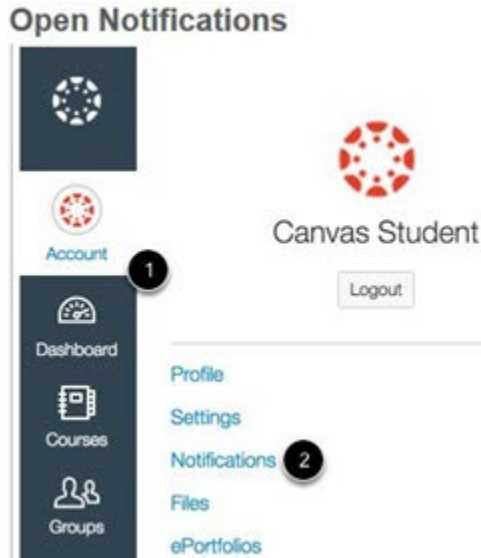 Open Notifications
Account
1
Dashboard
Courses
Groups
Canvas Student
Logout
Profile
Settings
Notifications 2
Files
ePortfolios